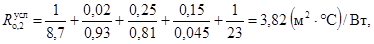 R^{усл}_{о,2} = 1/8,7 + 0,02/0,93 + 0,25/0,81 + 0,15/0,045 + 1/23 = 3,82 (м² · °С)/Вт,